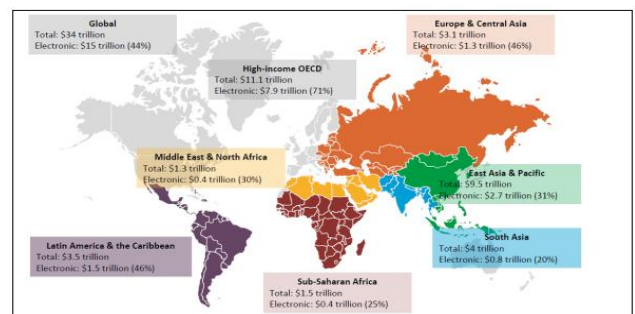 Global
Total: $34 trillion
Electronic: $15 trillion (44%)
Europe & Central Asia
Total: $3.1 trillion
Electronic: $1.3 trillion (46%)
High-income OECD
Total: $11.1 trillion
Electronic: $7.9 trillion (71%)
Middle East & North Africa
Total: $1.3 trillion
Electronic: $0.4 trillion (30%)
East Asia & Pacific
Total: $9.5 trillion
Electronic: $2.7 trillion (31%)
Latin America & the Caribbean
Total: $3.5 trillion
Electronic: $1.5 trillion (46%)
South Asia
Total: $4 trillion
Electronic: $0.8 trillion (20%)
Sub-Saharan Africa
Total: $1.5 trillion
Electronic: $0.4 trillion (25%)